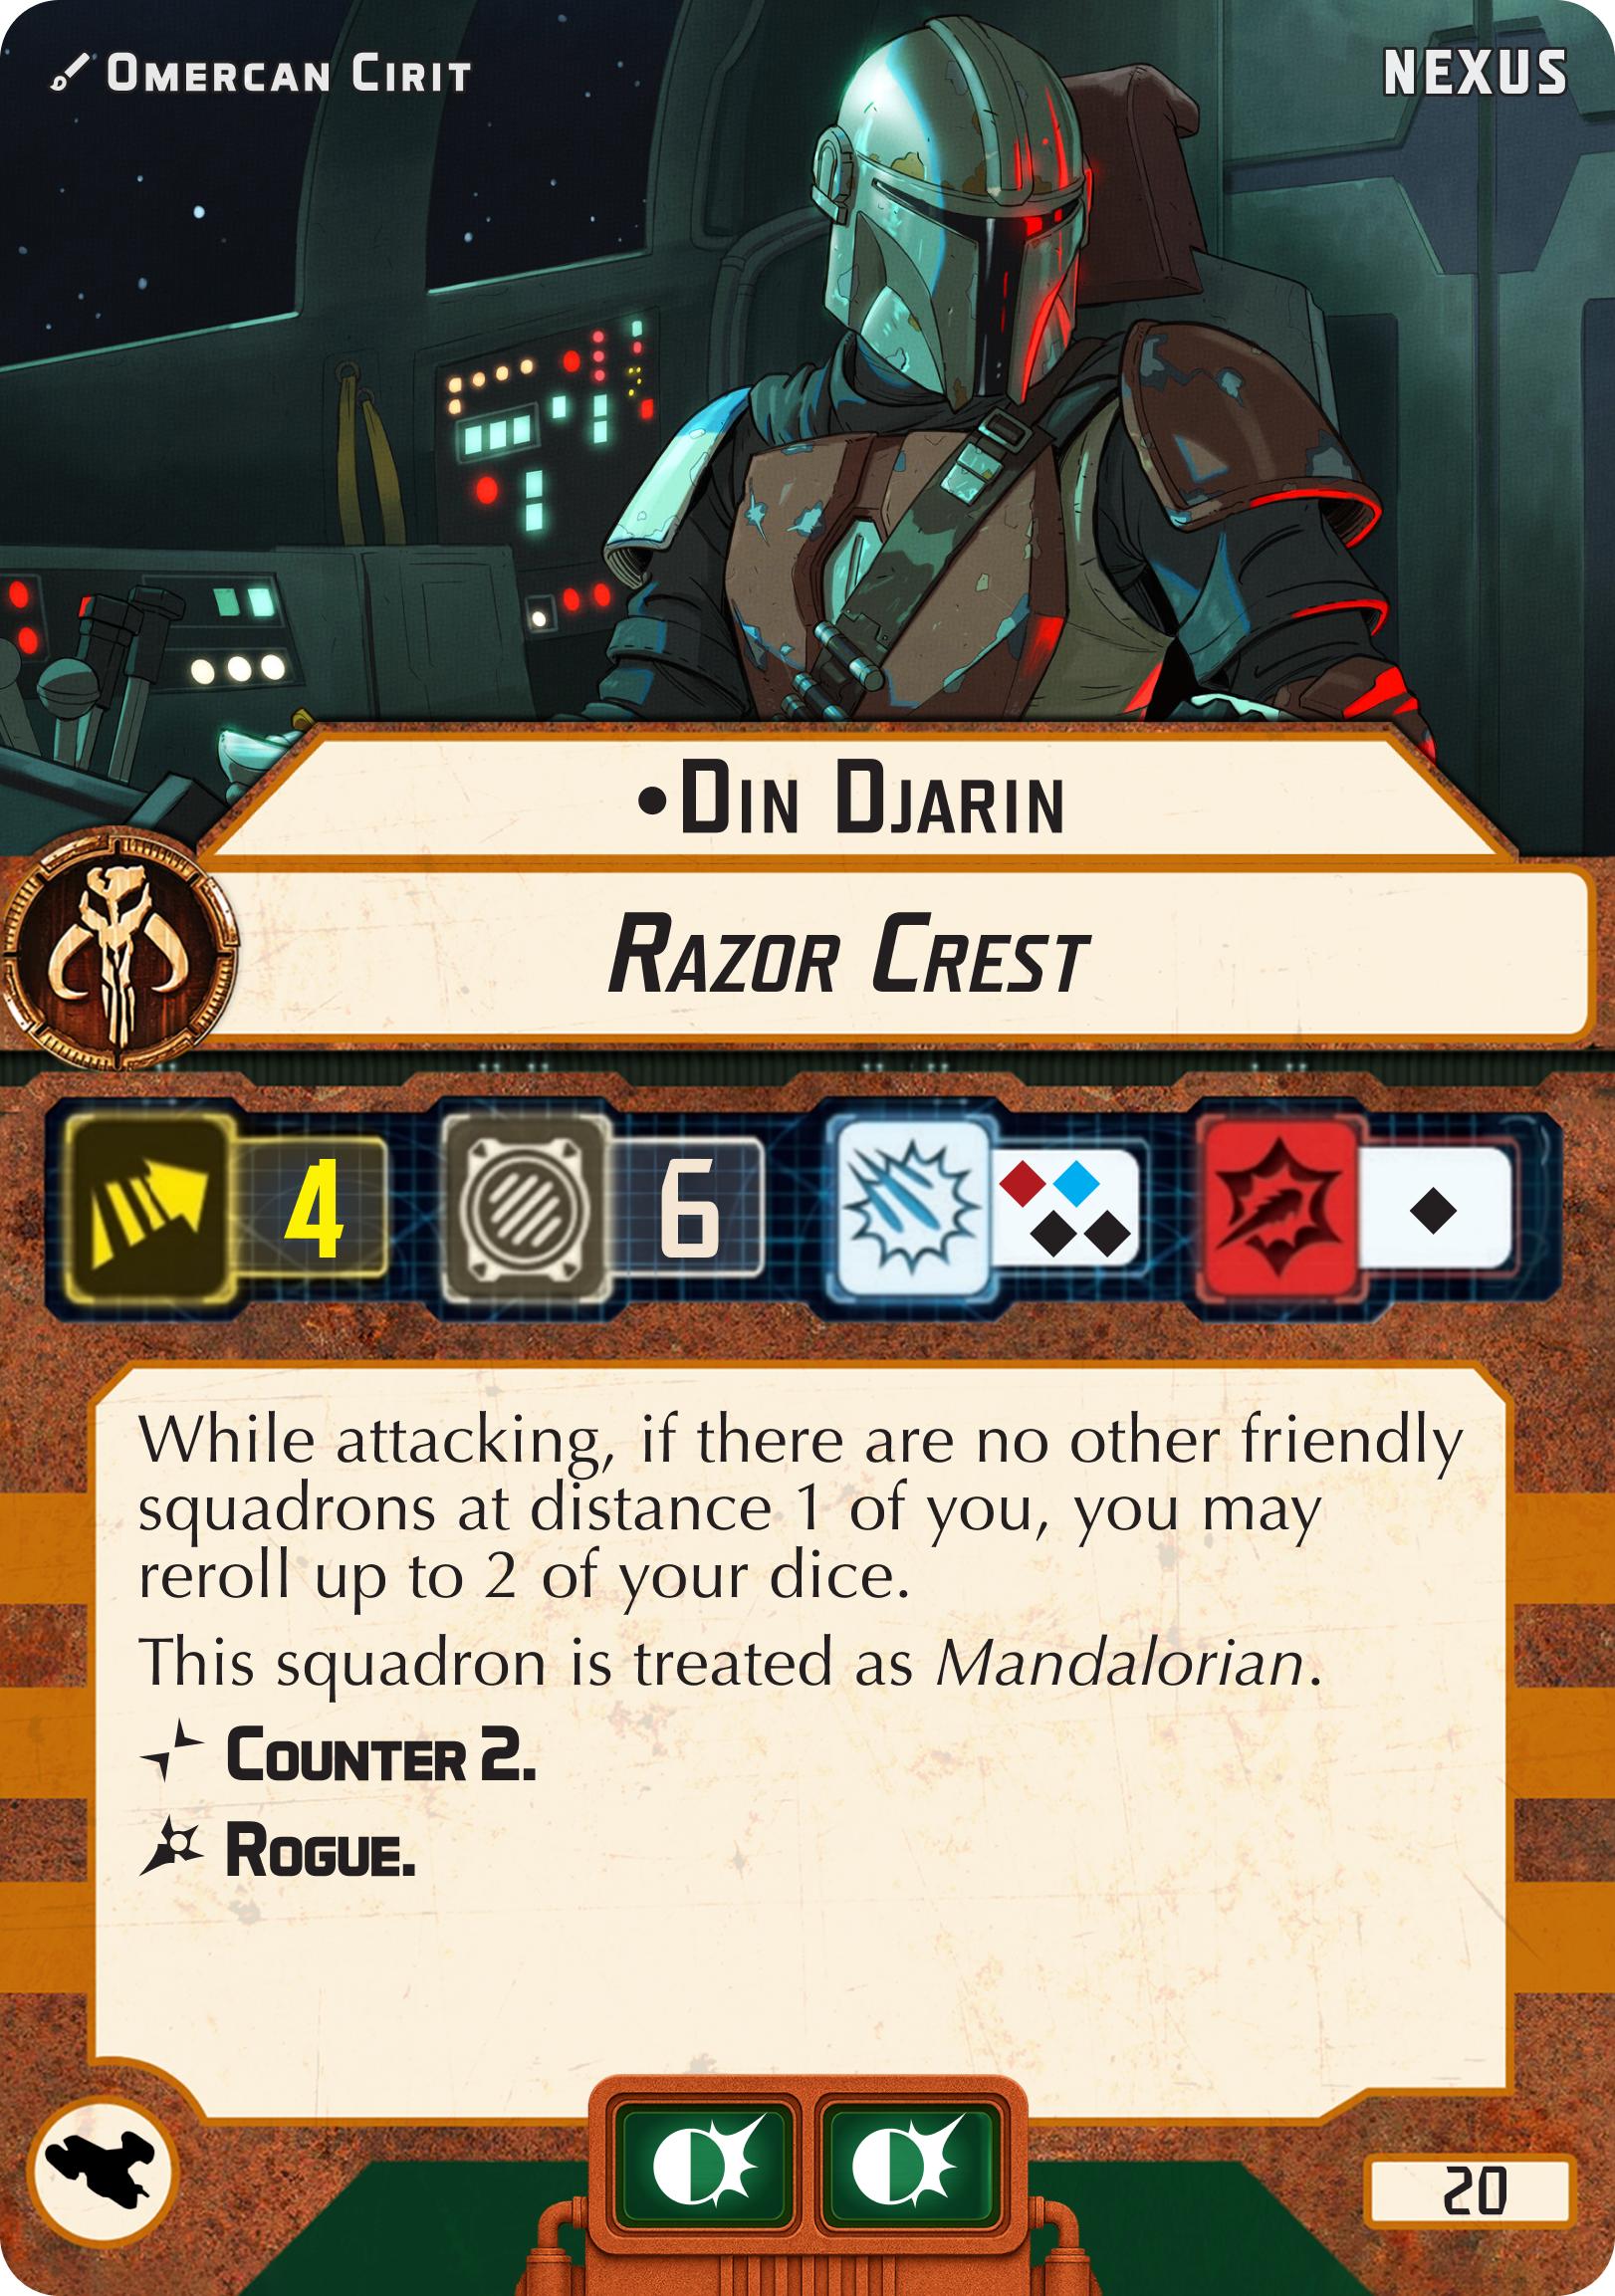 Omercan Cirit
NEXUS
•Din Djarin
Razor Crest
4 6
While attacking, if there are no other friendly
squadrons at distance 1 of you, you may
reroll up to 2 of your dice.
This squadron is treated as Mandalorian.
Counter 2.
Rogue.
20